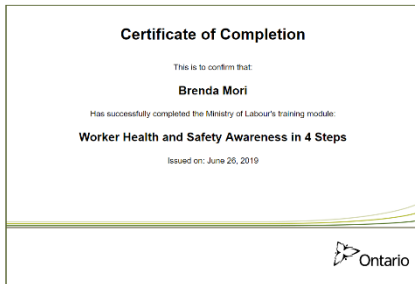 Certificate of Completion
This is to confirm that:
Brenda Mori
Has successfully completed the Ministry of Labour's training module:
Worker Health and Safety Awareness in 4 Steps
Issued on: June 26, 2019
Ontario